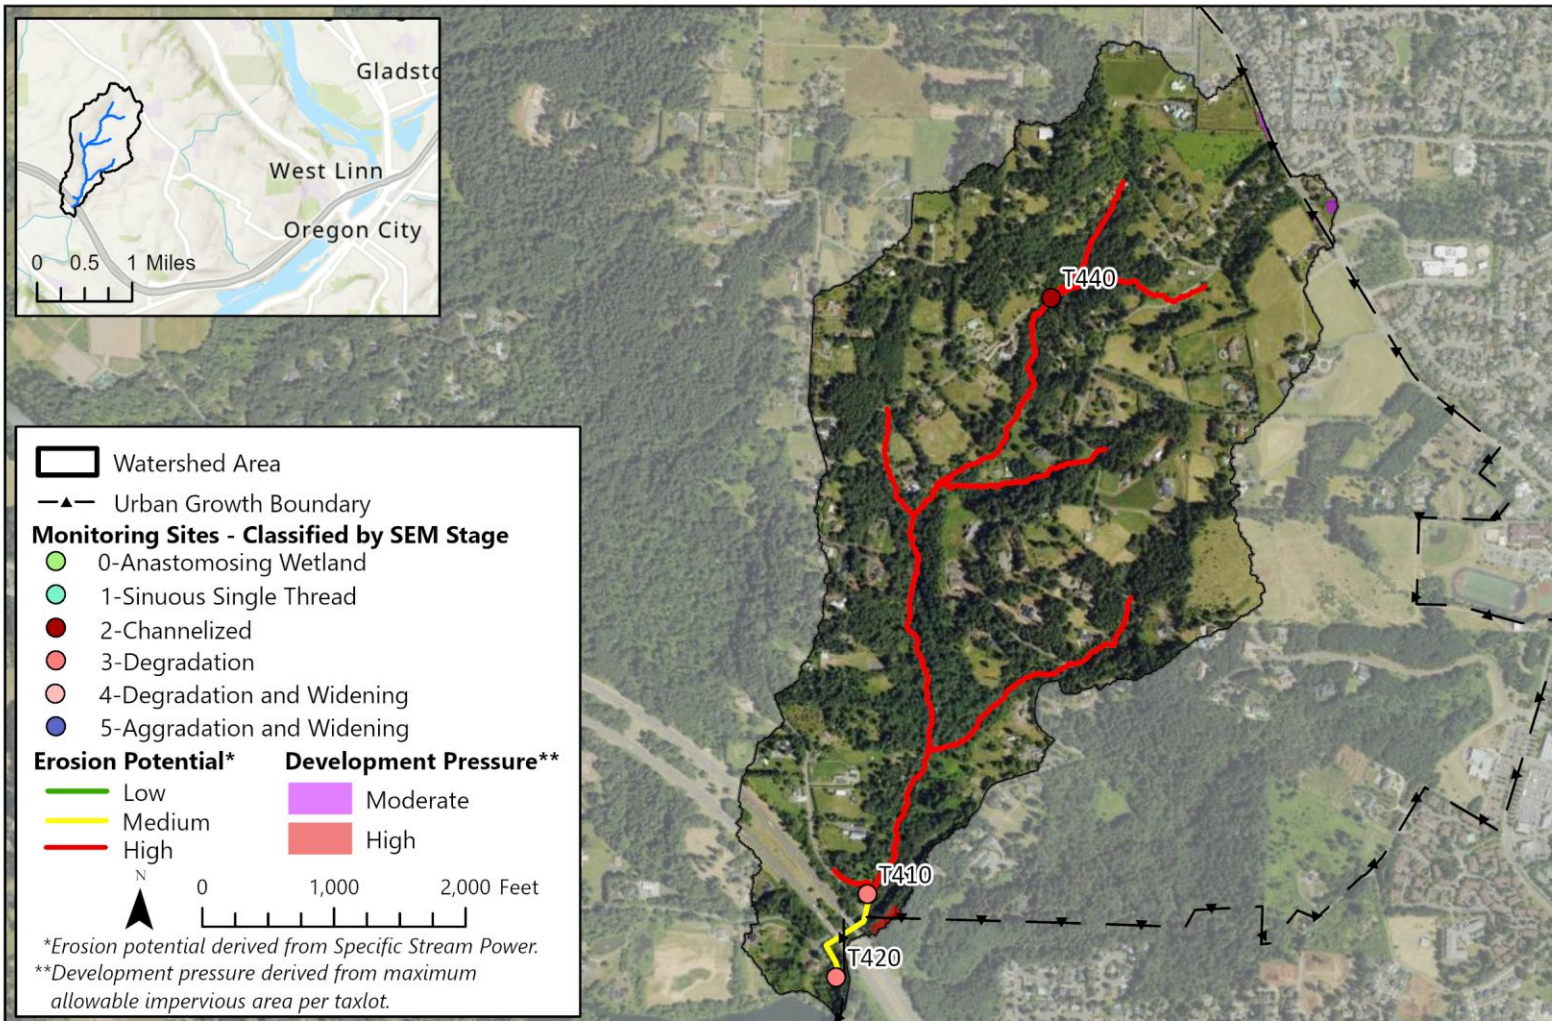 Gladsto
West Linn
Oregon City
0 0.5 1 Miles
T440
T410
T420
Watershed Area
Urban Growth Boundary
Monitoring Sites - Classified by SEM Stage
0-Anastomosing Wetland
1-Sinuous Single Thread
2-Channelized
3-Degradation
4-Degradation and Widening
5-Aggradation and Widening
Erosion Potential* Development Pressure**
Low
Medium
High
Moderate
High
N
0 1,000 2,000 Feet
*Erosion potential derived from Specific Stream Power.
**Development pressure derived from maximum
allowable impervious area per taxlot.